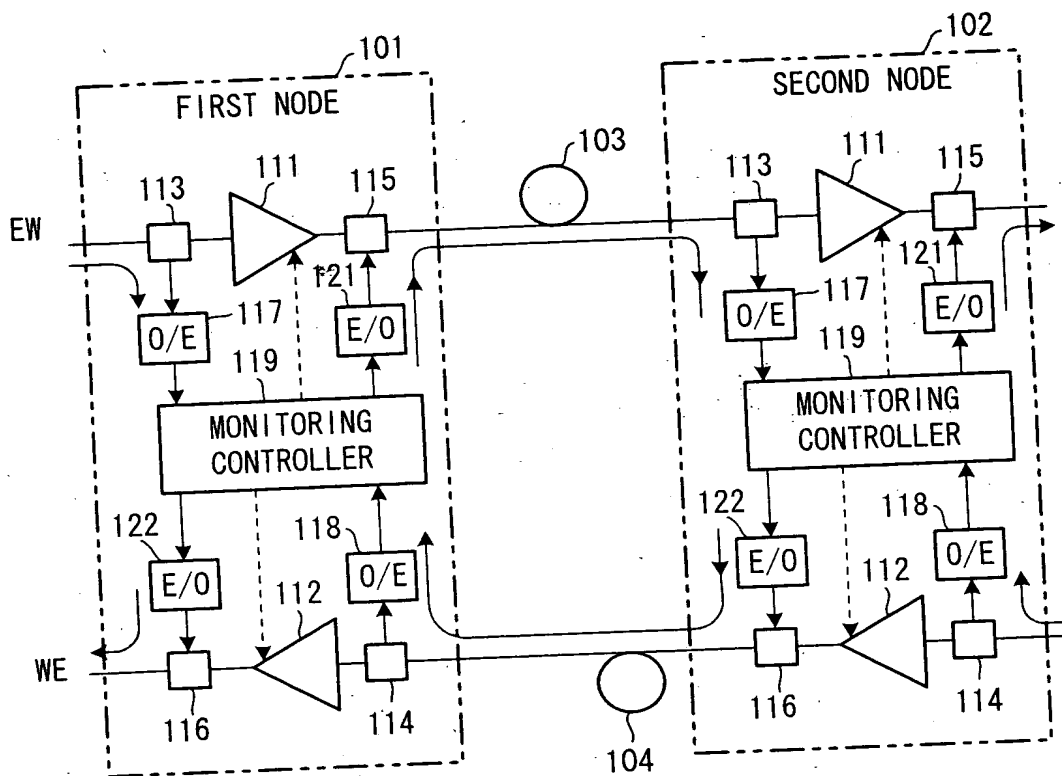 101
102
FIRST NODE
SECOND NODE
103
111
113
115
111
113
115
EW
121
117
O/E
E/O
119
121
117
O/E
E/O
119
MONITORING
CONTROLLER
MONITORING
CONTROLLER
122
118
E/O
O/E
112
122
118
E/O
O/E
112
WE
116
114
104
116
114